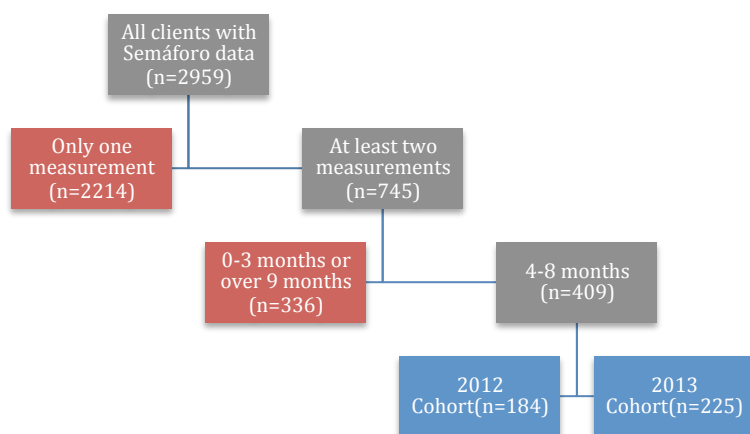 All clients with
Semáforo data
(n=2959)
Only one
measurement
(n=2214)
At least two
measurements
(n=745)
0-3 months or
over 9 months
(n=336)
4-8 months
(n=409)
2012
Cohort(n=184)
2013
Cohort(n=225)